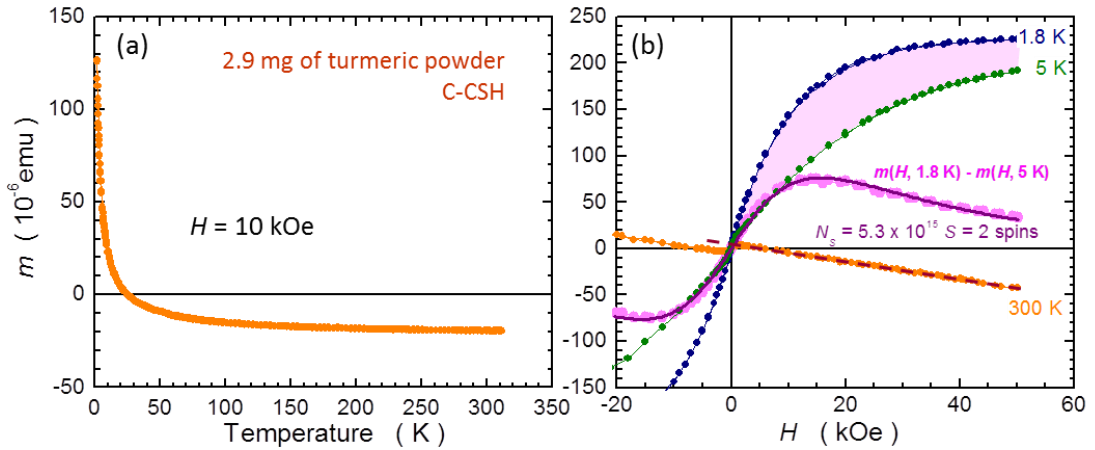 (a)
2.9 mg of turmeric powder
C-CSH
H = 10 kOe
m ( 10⁻⁶ emu )
150
100
50
0
-50
0 50 100 150 200 250 300 350
Temperature ( K )
(b)
1.8 K
5 K
m(H, 1.8 K) - m(H, 5 K)
Nₛ = 5.3 x 10¹⁵ S = 2 spins
300 K
250
200
150
100
50
0
-50
-100
-150
-20 0 20 40 60
H ( kOe )